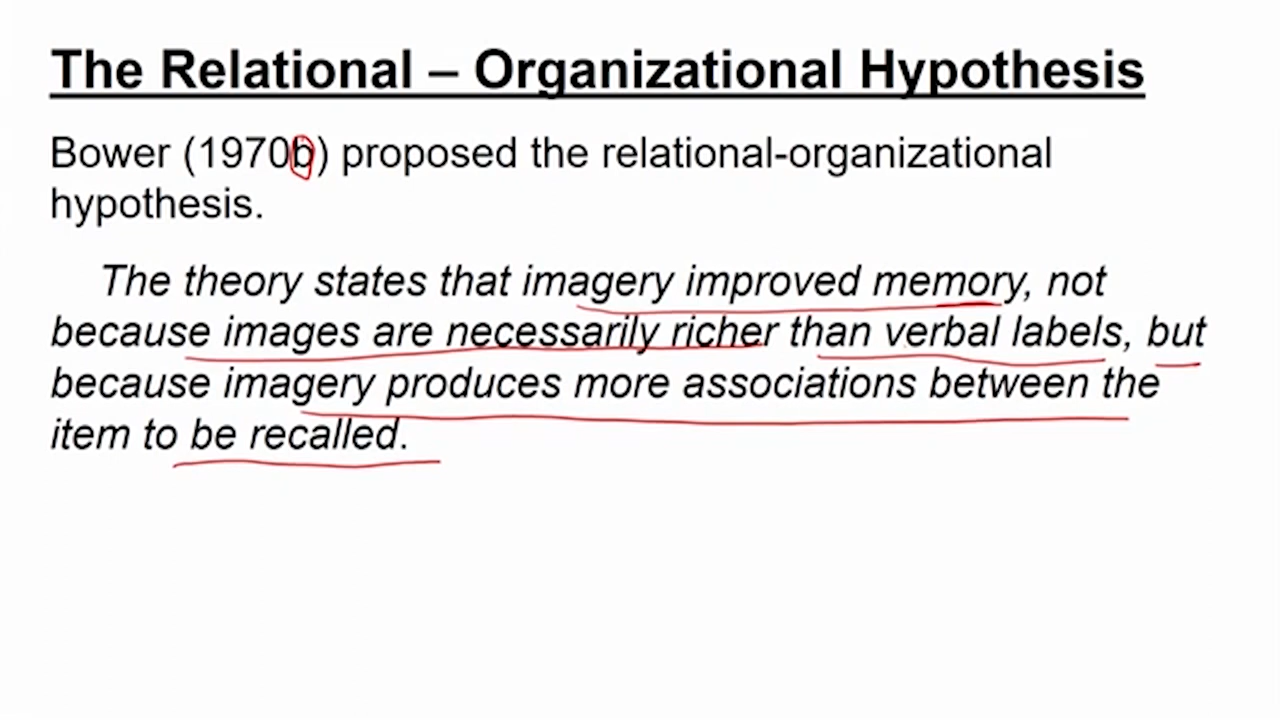 The Relational – Organizational Hypothesis
Bower (1970b) proposed the relational-organizational
hypothesis.
The theory states that imagery improved memory, not
because images are necessarily richer than verbal labels, but
because imagery produces more associations between the
item to be recalled.